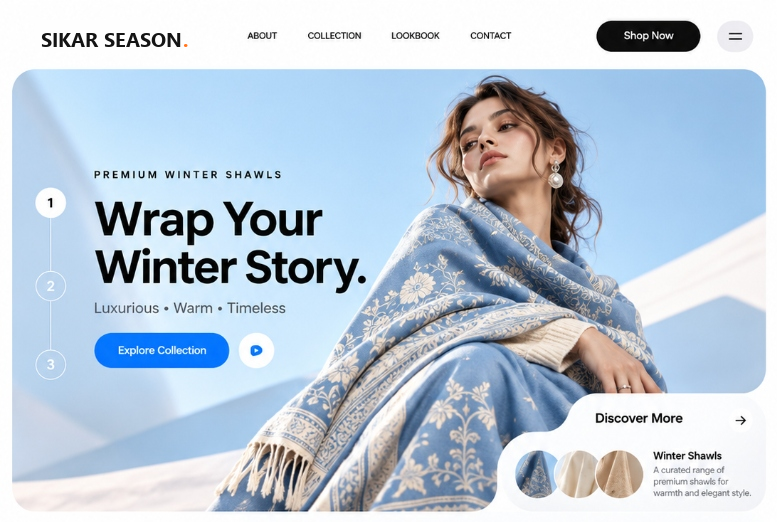 SIKAR SEASON.
ABOUT
COLLECTION
LOOKBOOK
CONTACT
Shop Now
PREMIUM WINTER SHAWLS
1
Wrap Your
Winter Story.
2
Luxurious • Warm • Timeless
Explore Collection
3
Discover More
Winter Shawls
A curated range of
premium shawls for
warmth and elegant style.